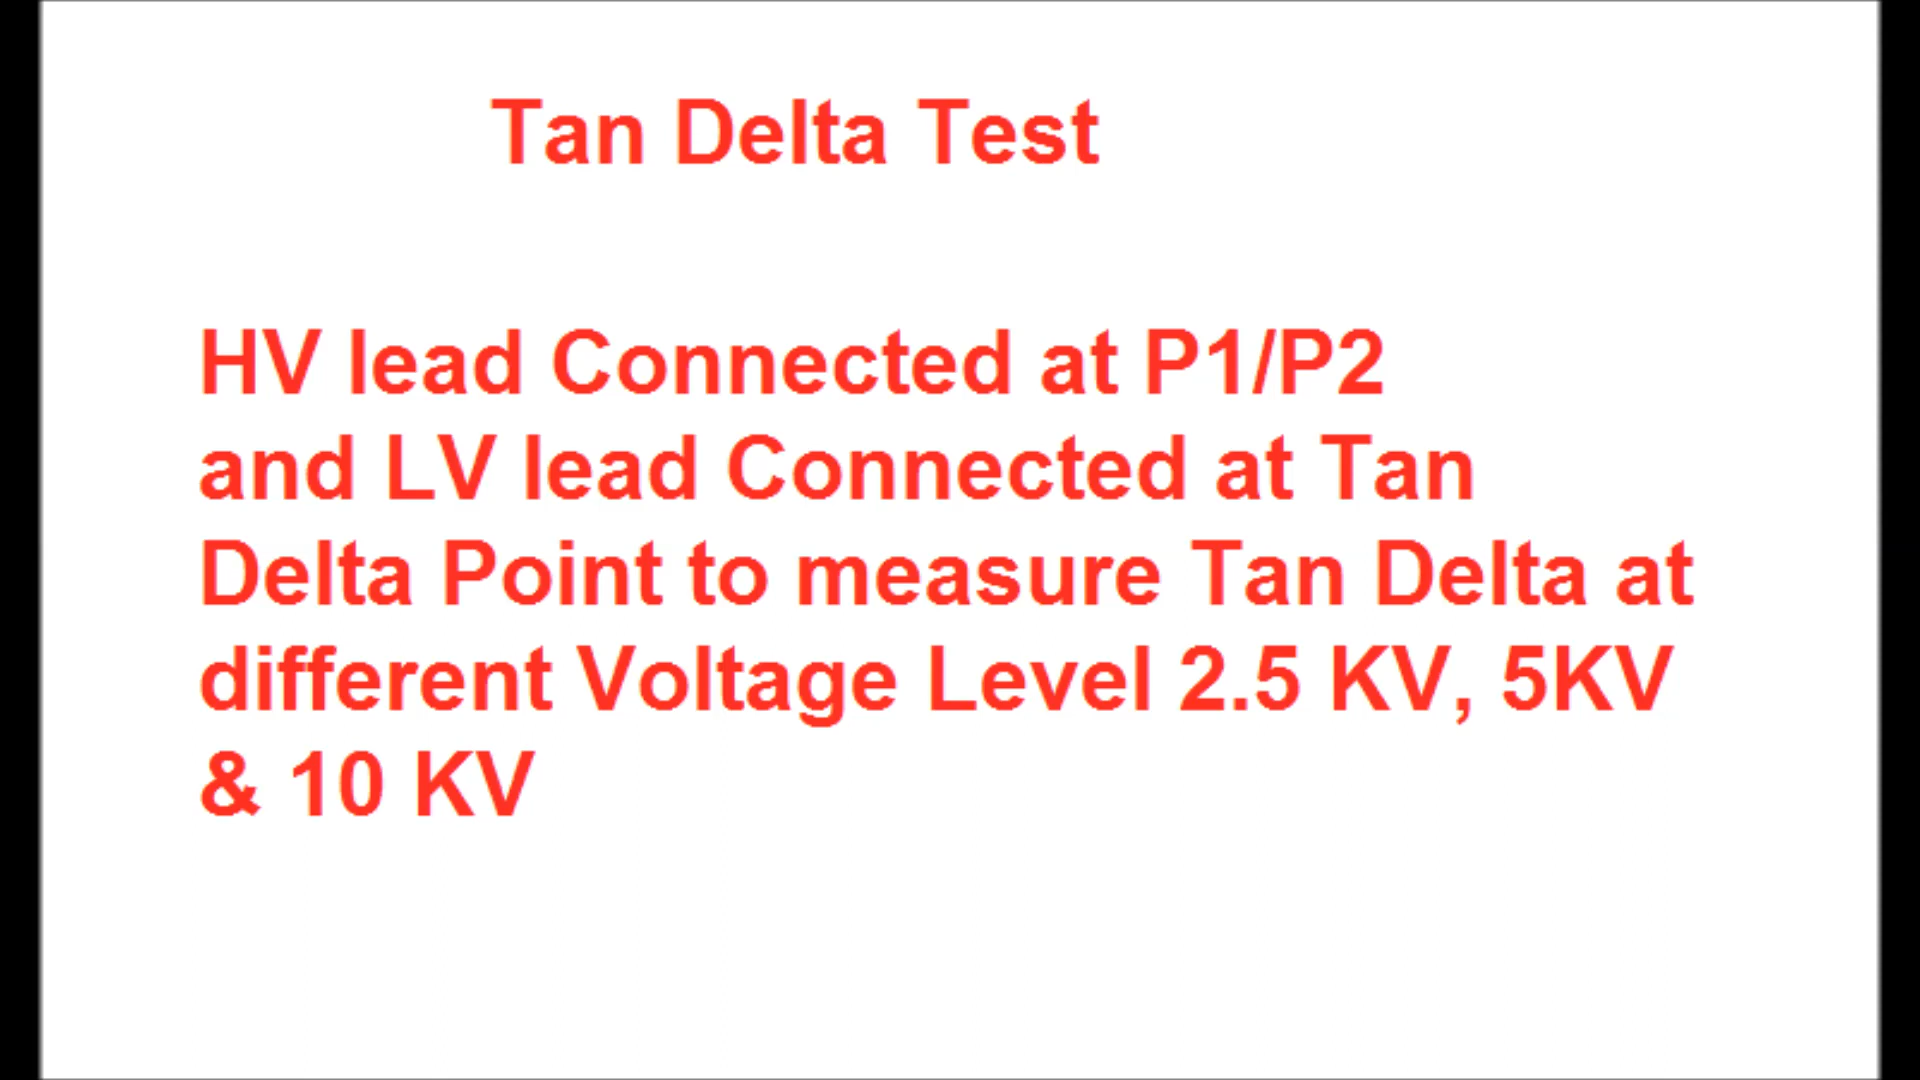 Tan Delta Test
HV lead Connected at P1/P2
and LV lead Connected at Tan
Delta Point to measure Tan Delta at
different Voltage Level 2.5 KV, 5KV
& 10 KV